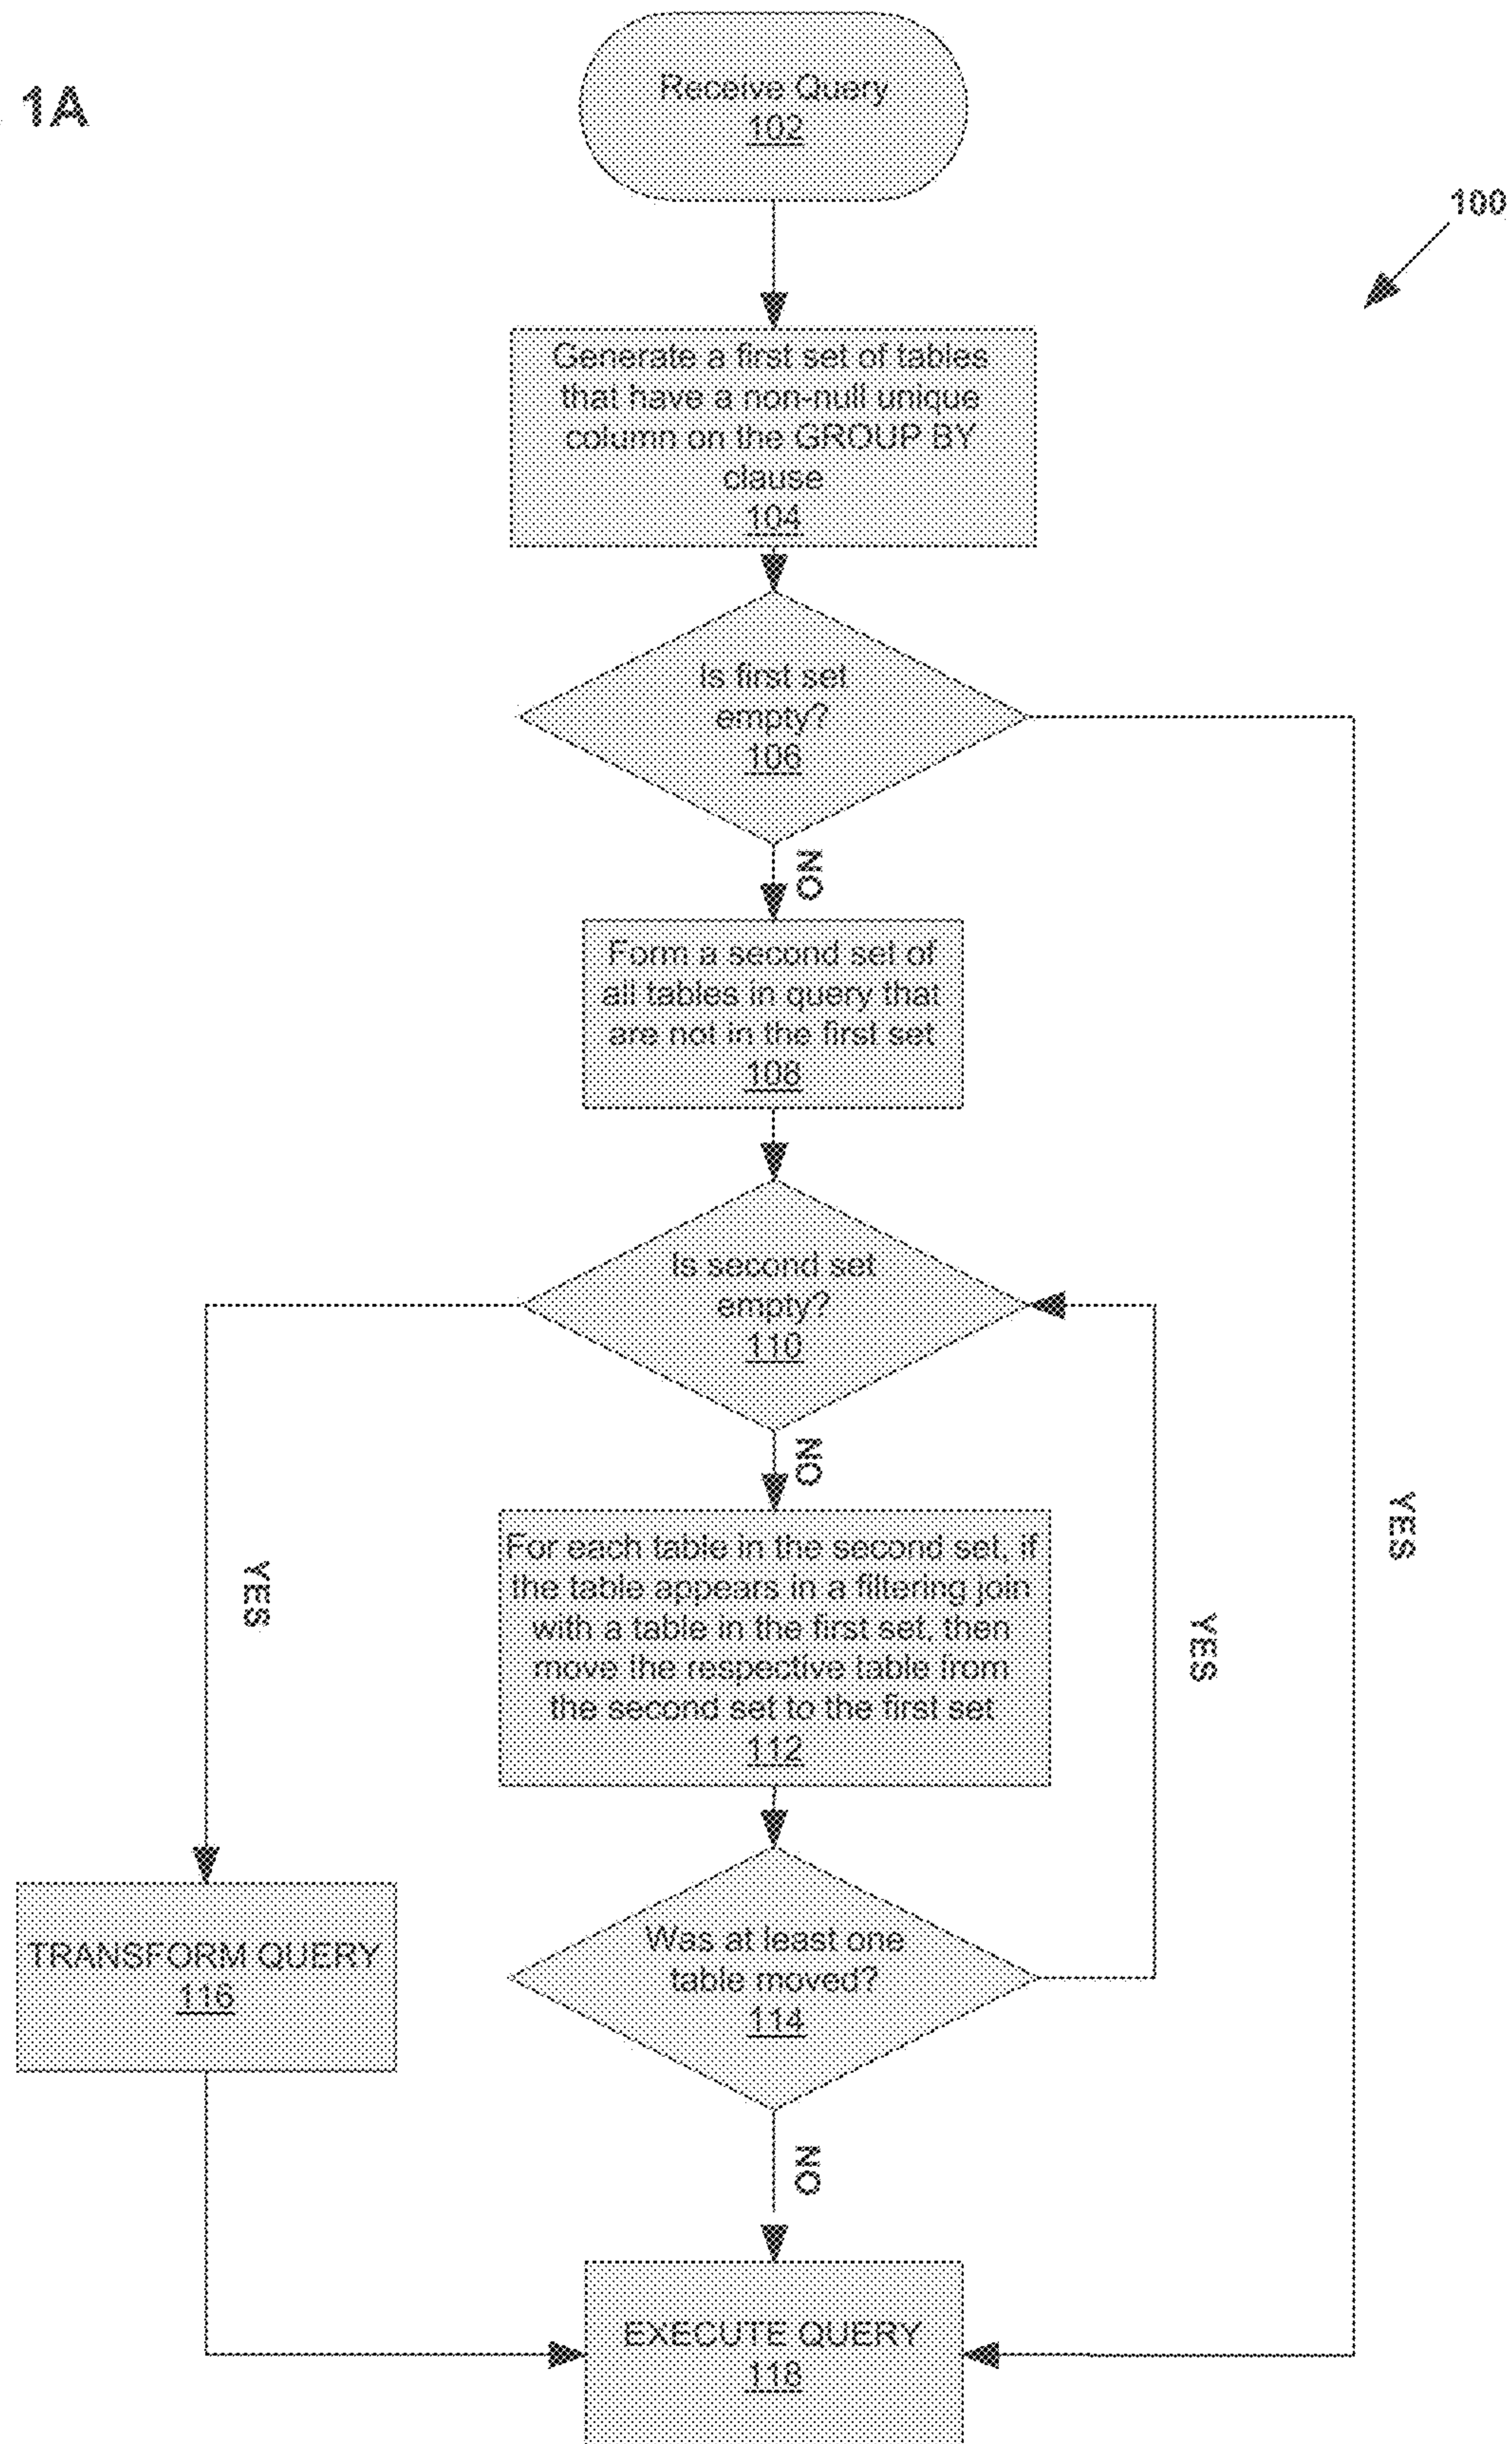 1A
Receive Query
102
100
Generate a first set of tables
that have a non-null unique
column on the GROUP BY
clause
104
Is first set
empty?
106
NO
Form a second set of
all tables in query that
are not in the first set
108
Is second set
empty?
110
NO
YES
YES
For each table in the second set, if
the table appears in a filtering join
with a table in the first set, then
move the respective table from
the second set to the first set
112
YES
Was at least one
table moved?
114
TRANSFORM QUERY
116
NO
EXECUTE QUERY
118